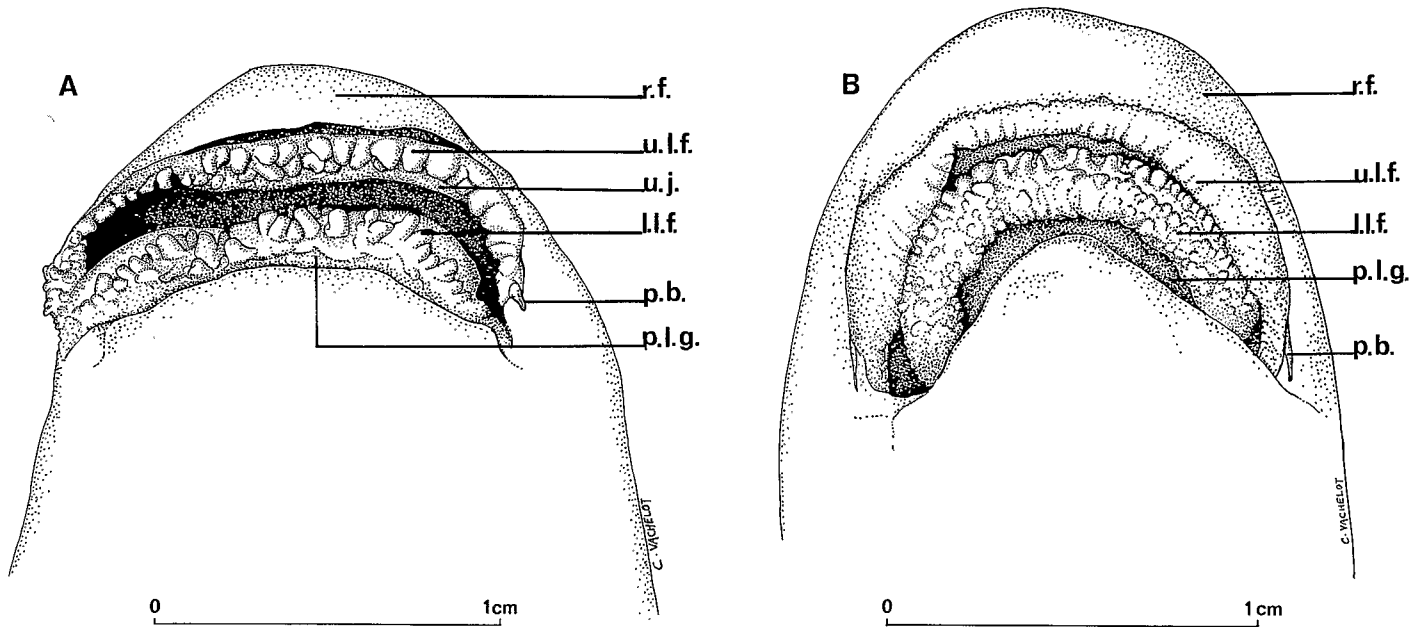 A
r.f.
u.l.f.
u.j.
l.l.f.
p.b.
p.l.g.
C. VACHELOT
0 1cm
B
r.f.
u.l.f.
l.l.f.
p.l.g.
p.b.
C. VACHELOT
0 1cm